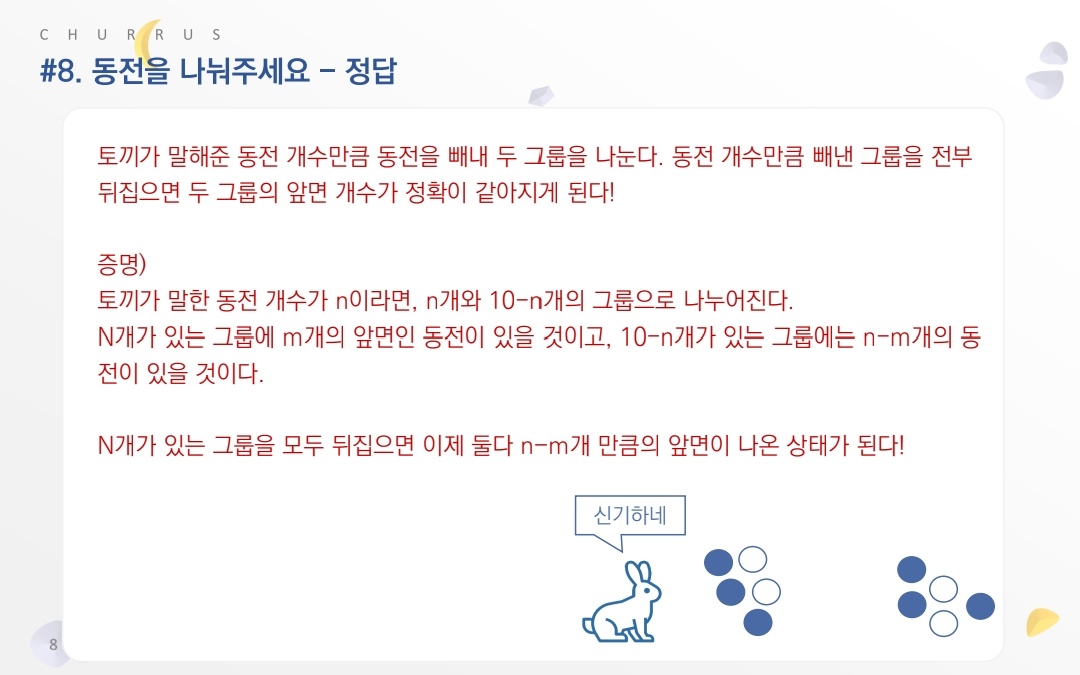 CHURRUS
#8. 동전을 나눠주세요 – 정답
토끼가 말해준 동전 개수만큼 동전을 빼내 두 그룹을 나눈다. 동전 개수만큼 빼낸 그룹을 전부
뒤집으면 두 그룹의 앞면 개수가 정확이 같아지게 된다!
증명)
토끼가 말한 동전 개수가 n이라면, n개와 10-n개의 그룹으로 나누어진다.
N개가 있는 그룹에 m개의 앞면인 동전이 있을 것이고, 10-n개가 있는 그룹에는 n-m개의 동
전이 있을 것이다.
N개가 있는 그룹을 모두 뒤집으면 이제 둘다 n-m개 만큼의 앞면이 나온 상태가 된다!
신기하네
8